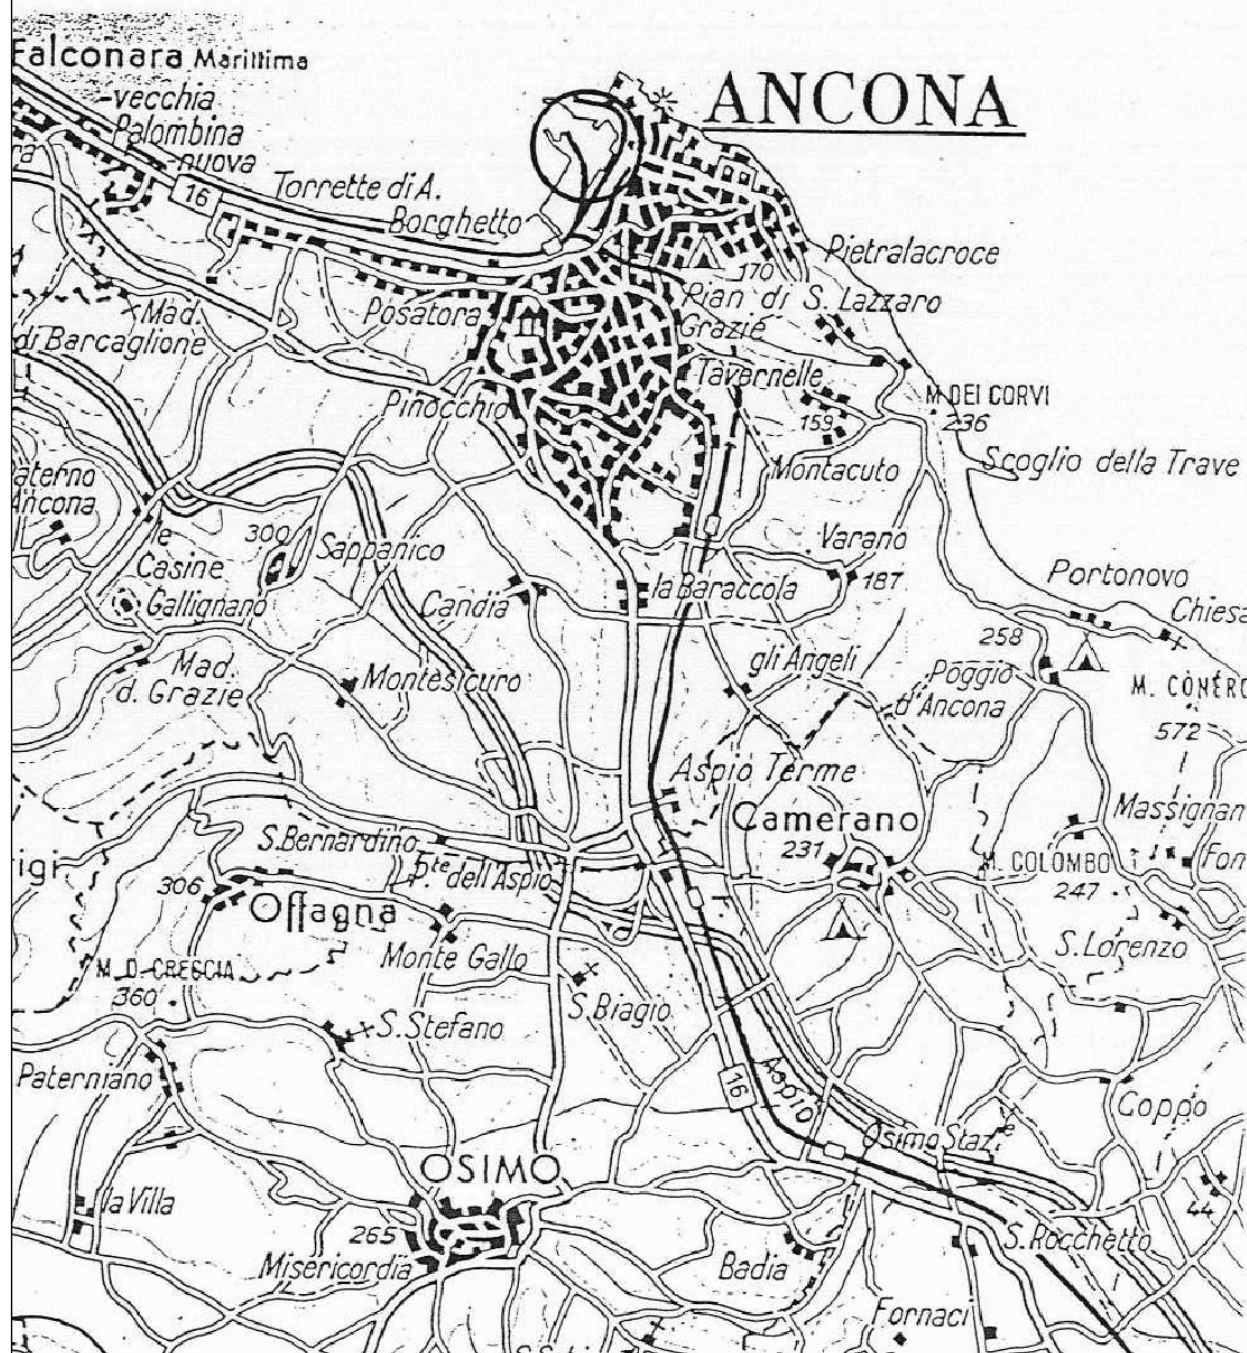 Falconara Marittima
ANCONA
-vecchia
Palombina
-nuova
16
Torrette di A.
Borghetto
Pietralacroce
170
Pian di S. Lazzaro
Mad.
di Barcaglione
Posatora
Grazie
Tavernelle
Pinocchio
M. DEI CORVI
236
159
Montacuto
Scoglio della Trave
aterno
Ancona
le
Casine
300
Sappanico
Varano
187
Gallignano
Candia
la Baraccola
Portonovo
Chiesa
258
Mad.
d. Grazie
Montesicuro
gli Angeli
Poggio
d'Ancona
M. CONERO
572
Aspio Terme
Camerano
231
Massignan
S. Bernardino
P.te dell'Aspio
M. COLOMBO
247
Fon
igi
306
Offagna
Monte Gallo
S. Lorenzo
M. D. CRESCIA
360
S. Biagio
S. Stefano
Paterniano
16
Aspio
Coppo
Osimo Staz.e
OSIMO
la Villa
265
Misericordia
Badia
S. Rocchetto
44
Fornaci